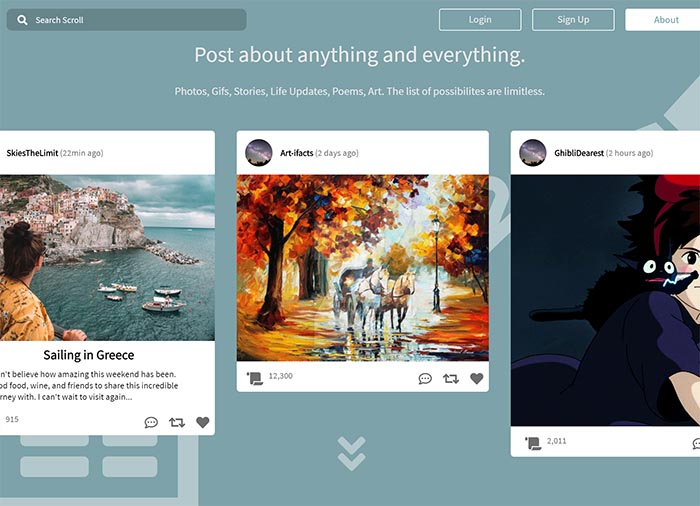 Search Scroll
Login
Sign Up
About
Post about anything and everything.
Photos, Gifs, Stories, Life Updates, Poems, Art. The list of possibilites are limitless.
SkiesTheLimit (22min ago)
Sailing in Greece
n't believe how amazing this weekend has been.
od food, wine, and friends to share this incredible
rney with. I can't wait to visit again...
915
Art-ifacts (2 days ago)
12,300
GhibliDearest (2 hours ago)
2,011